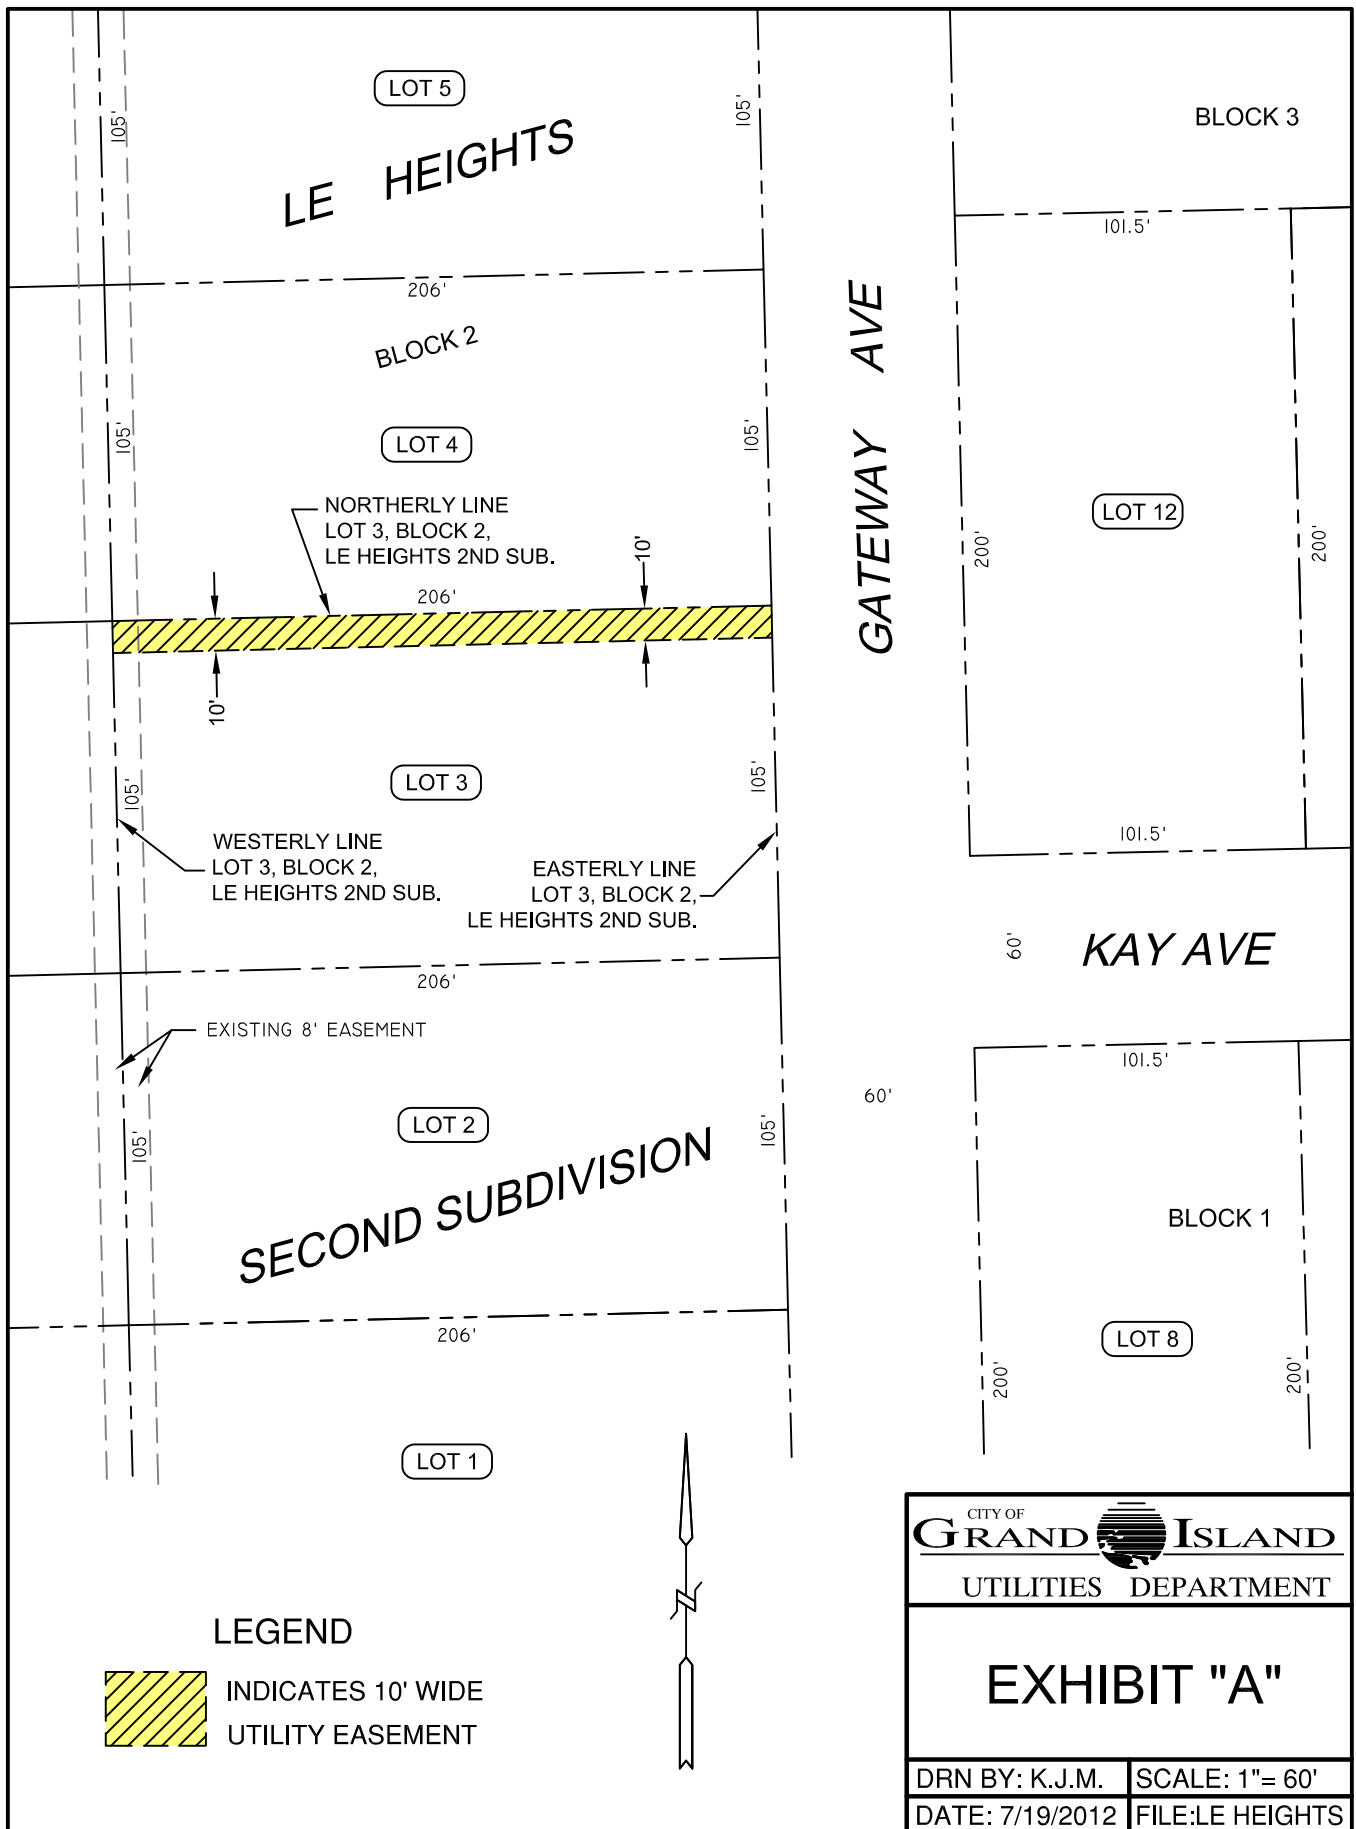 LOT 5
105'
105'
BLOCK 3
LE HEIGHTS
101.5'
206'
BLOCK 2
GATEWAY AVE
105'
LOT 4
105'
NORTHERLY LINE
LOT 3, BLOCK 2,
LE HEIGHTS 2ND SUB.
LOT 12
200'
200'
10'
206'
10'
105'
LOT 3
105'
WESTERLY LINE
LOT 3, BLOCK 2,
LE HEIGHTS 2ND SUB.
EASTERLY LINE
LOT 3, BLOCK 2,
LE HEIGHTS 2ND SUB.
101.5'
60'
KAY AVE
206'
EXISTING 8' EASEMENT
101.5'
60'
105'
LOT 2
105'
SECOND SUBDIVISION
BLOCK 1
206'
LOT 8
200'
200'
LOT 1
CITY OF
GRAND ISLAND
UTILITIES DEPARTMENT
LEGEND
INDICATES 10' WIDE
UTILITY EASEMENT
EXHIBIT "A"
DRN BY: K.J.M.
SCALE: 1"= 60'
DATE: 7/19/2012
FILE:LE HEIGHTS